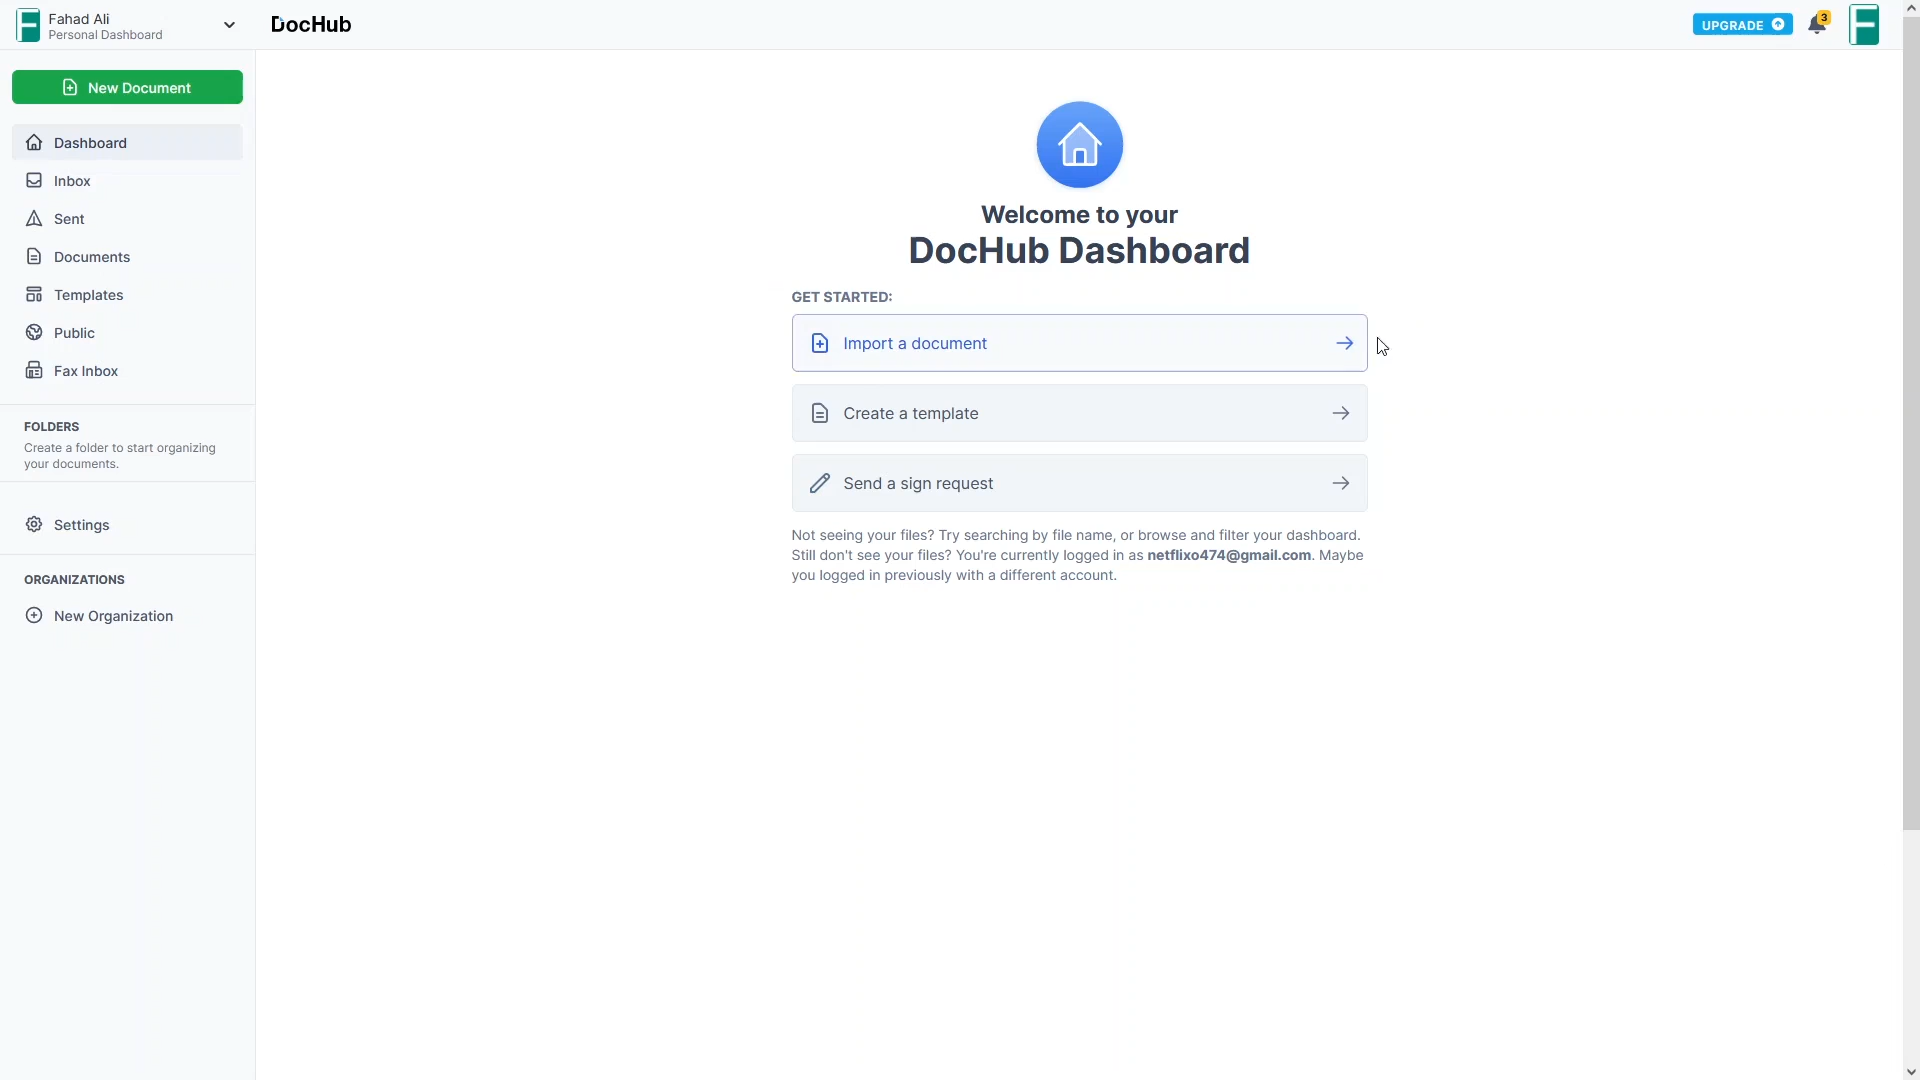 Fahad Ali
Personal Dashboard
DocHub
UPGRADE
3
New Document
Dashboard
Inbox
Sent
Documents
Templates
Public
Fax Inbox
FOLDERS
Create a folder to start organizing
your documents.
Settings
ORGANIZATIONS
New Organization
Welcome to your
DocHub Dashboard
GET STARTED:
Import a document
Create a template
Send a sign request
Not seeing your files? Try searching by file name, or browse and filter your dashboard.
Still don't see your files? You're currently logged in as netflixo474@gmail.com. Maybe
you logged in previously with a different account.